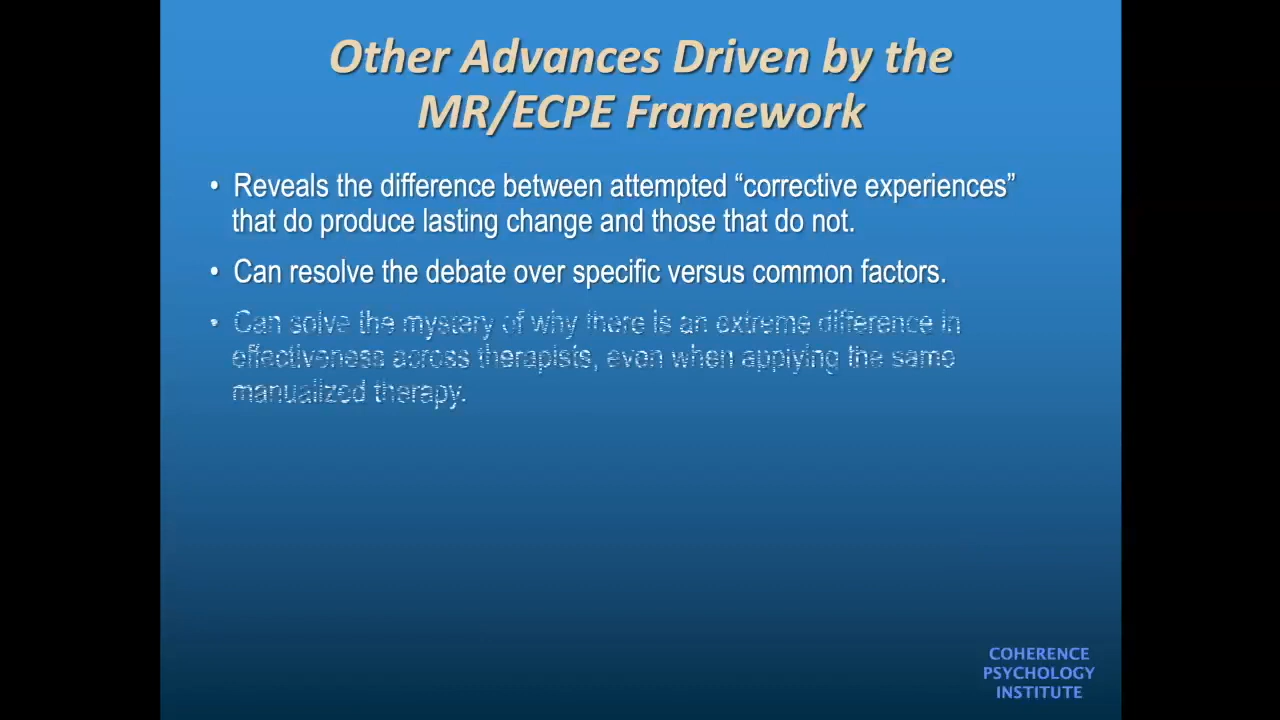 Other Advances Driven by the
MR/ECPE Framework
• Reveals the difference between attempted “corrective experiences”
that do produce lasting change and those that do not.
• Can resolve the debate over specific versus common factors.
• Can solve the mystery of why there is an extreme difference in
effectiveness across therapists, even when applying the same
manualized therapy.
COHERENCE
PSYCHOLOGY
INSTITUTE